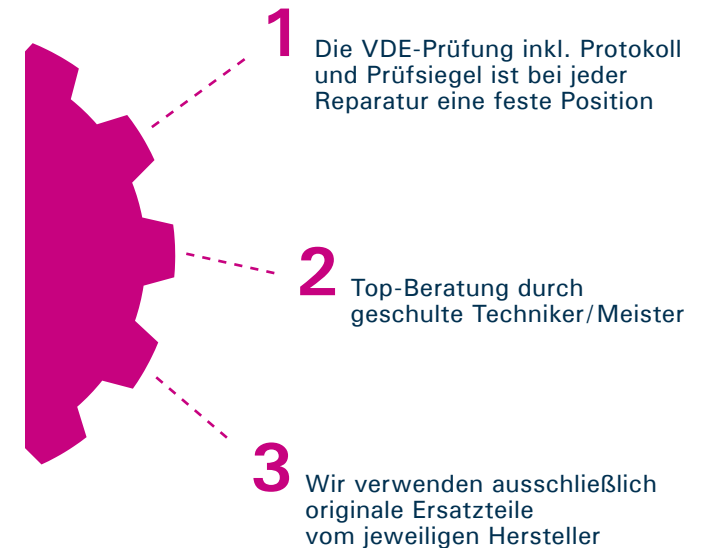 1
Die VDE-Prüfung inkl. Protokoll
und Prüfsiegel ist bei jeder
Reparatur eine feste Position
2
Top-Beratung durch
geschulte Techniker/Meister
3
Wir verwenden ausschließlich
originale Ersatzteile
vom jeweiligen Hersteller